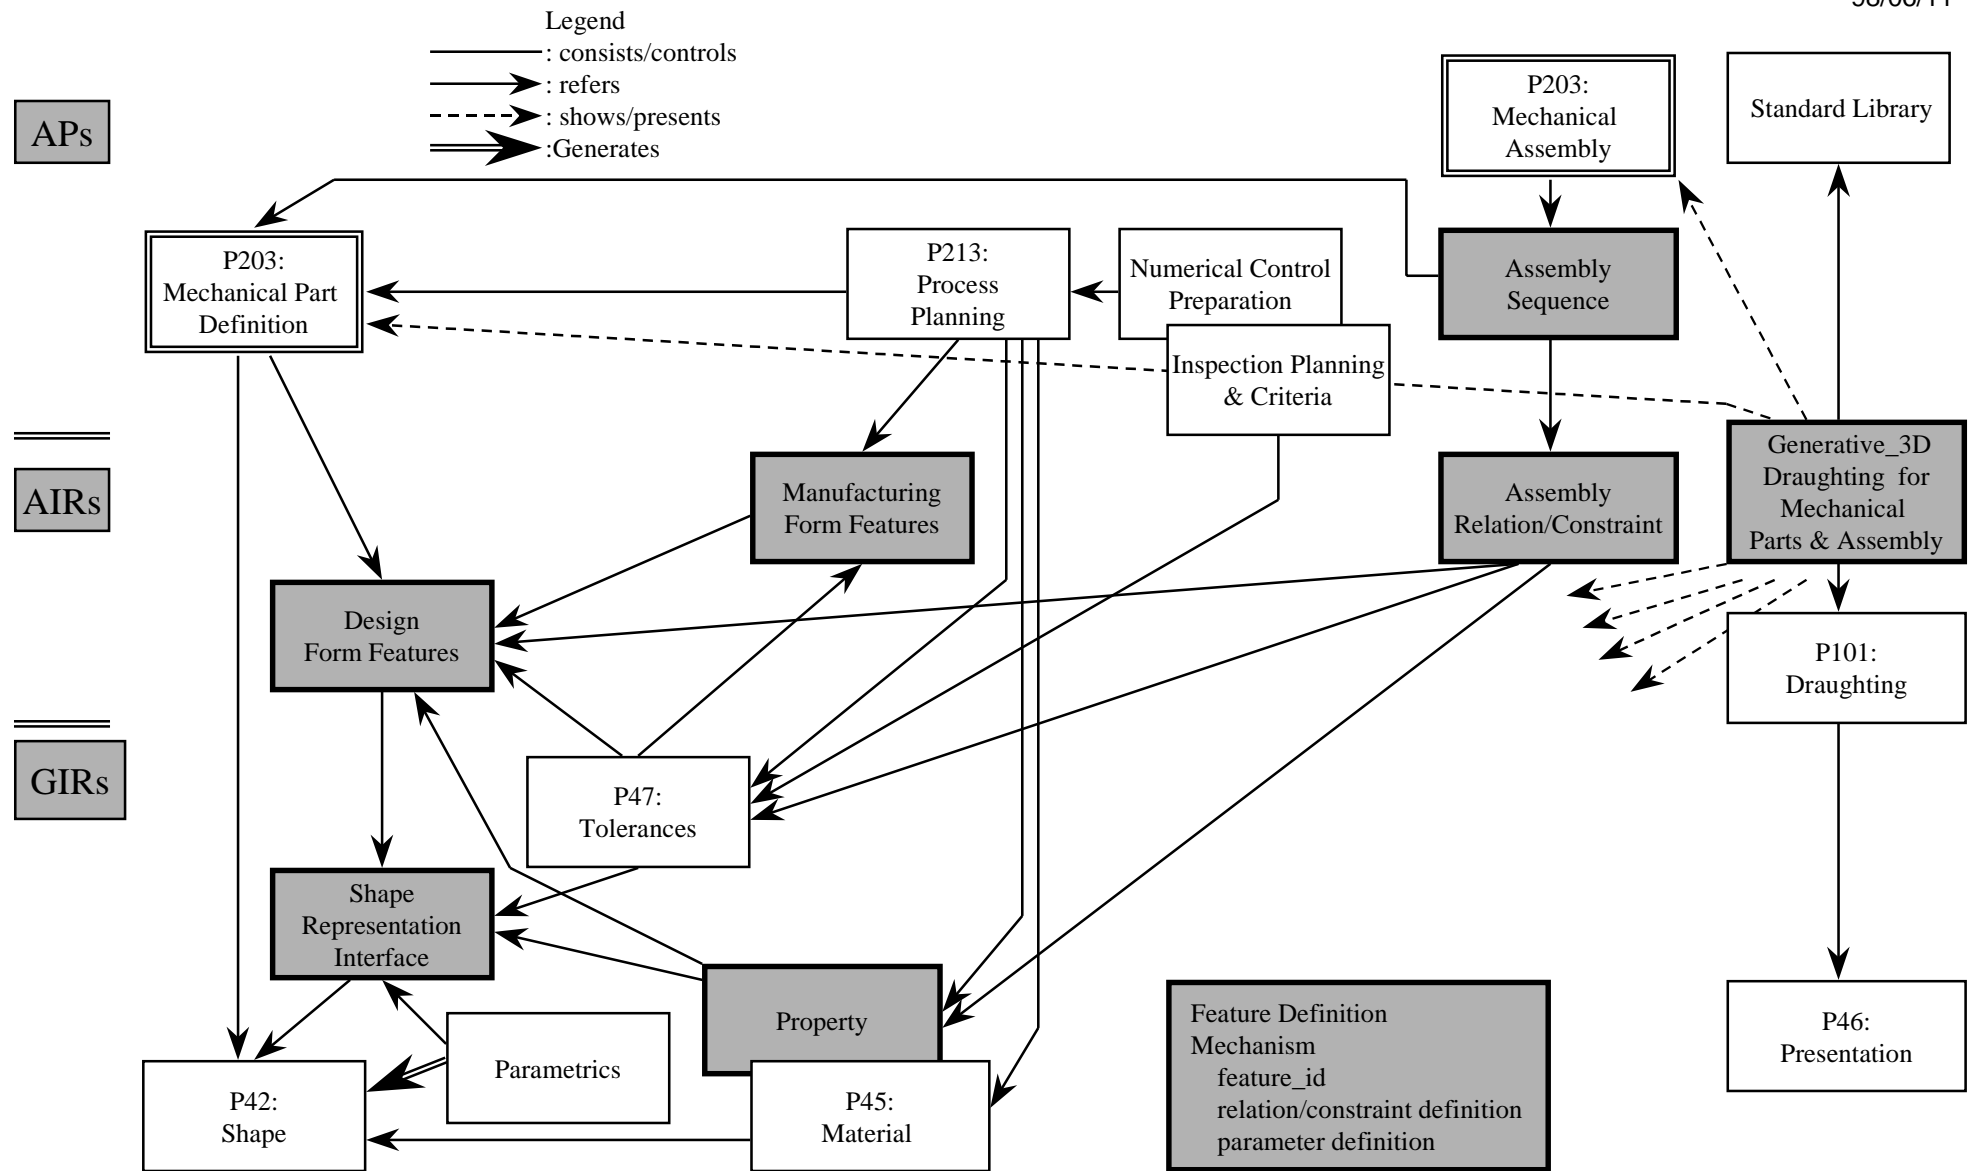 Legend
: consists/controls
: refers
: shows/presents
:Generates
APs
P203:
Mechanical
Assembly
Standard Library
P203:
Mechanical Part
Definition
P213:
Process
Planning
Numerical Control
Preparation
Assembly
Sequence
Inspection Planning
& Criteria
AIRs
Manufacturing
Form Features
Assembly
Relation/Constraint
Generative_3D
Draughting for
Mechanical
Parts & Assembly
Design
Form Features
P101:
Draughting
GIRs
P47:
Tolerances
Shape
Representation
Interface
Property
Parametrics
P42:
Shape
P45:
Material
Feature Definition
Mechanism
feature_id
relation/constraint definition
parameter definition
P46:
Presentation